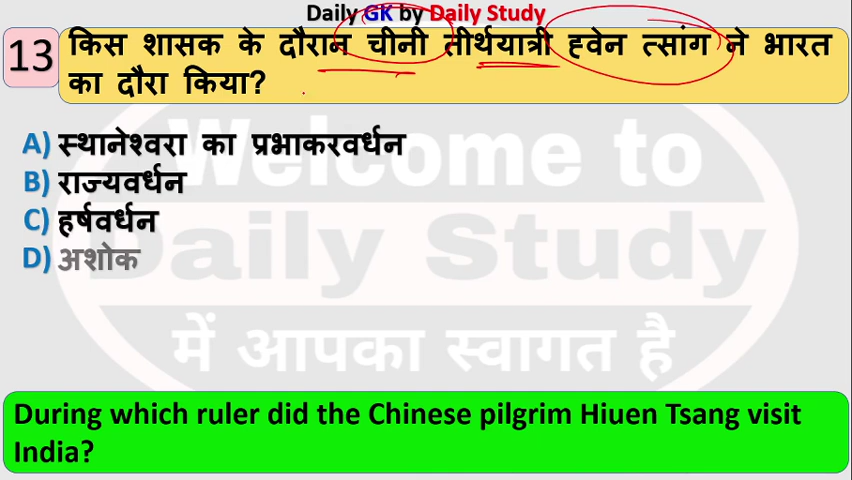 Daily GK by Daily Study
13
किस शासक के दौरान चीनी तीर्थयात्री ह्वेन त्सांग ने भारत
का दौरा किया?
A) स्थानेश्वरा का प्रभाकरवर्धन
B) राज्यवर्धन
C) हर्षवर्धन
D) अशोक
Welcome to
Daily Study
में आपका स्वागत है
During which ruler did the Chinese pilgrim Hiuen Tsang visit
India?